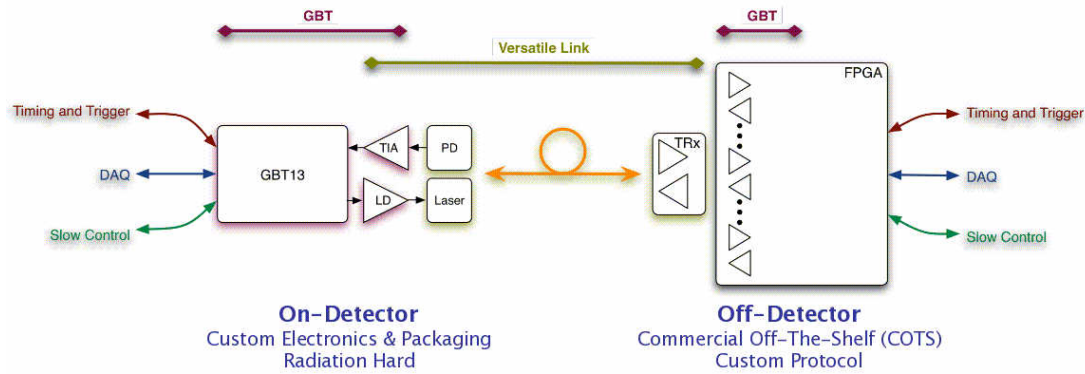 GBT
GBT
Versatile Link
FPGA
Timing and Trigger
DAQ
Slow Control
GBT13
TIA
PD
LD
Laser
TRx
Timing and Trigger
DAQ
Slow Control
On-Detector
Custom Electronics & Packaging
Radiation Hard
Off-Detector
Commercial Off-The-Shelf (COTS)
Custom Protocol